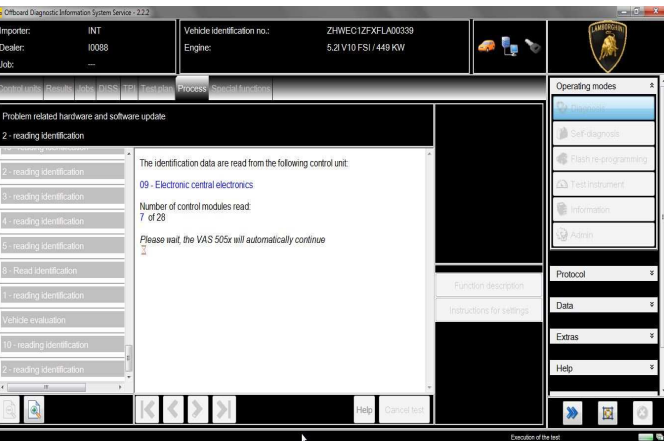 Offboard Diagnostic Information System Service - 2.2.2
Importer: INT
Dealer: I0088
Job: ---
Vehicle identification no.: ZHWEC1ZFXFLA00339
Engine: 5.2l V10 FSI / 449 KW
LAMBORGHINI
Control units Results Jobs DISS TPI Test plan Process Special functions
Problem related hardware and software update
2 - reading identification
10 - reading identification
2 - reading identification
3 - reading identification
4 - reading identification
5 - reading identification
8 - Read identification
1 - reading identification
Vehicle evaluation
10 - reading identification
2 - reading identification
The identification data are read from the following control unit:
09 - Electronic central electronics
Number of control modules read:
7 of 28
Please wait, the VAS 505x will automatically continue
Function description
Instructions for settings
Help
Cancel test
Operating modes
Diagnosis
Self-diagnosis
Flash re-programming
Test Instrument
Information
Admin
Protocol
Data
Extras
Help
Execution of the test